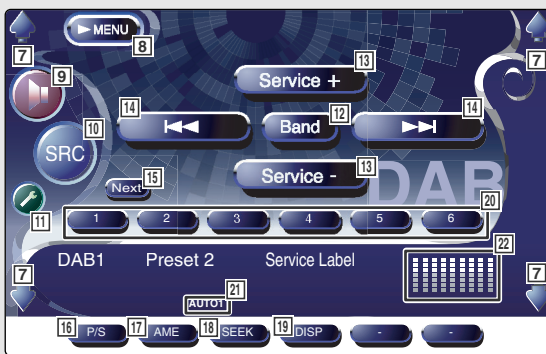 7 ► MENU 8 7
9 13
Service +
10 14 12 14
SRC ⏮ Band ⏭
15 13
Next Service - DAB
11 20
1 2 3 4 5 6
22
DAB1 Preset 2 Service Label
7 21 7
AUTO1
16 17 18 19
P/S AME SEEK DISP - -